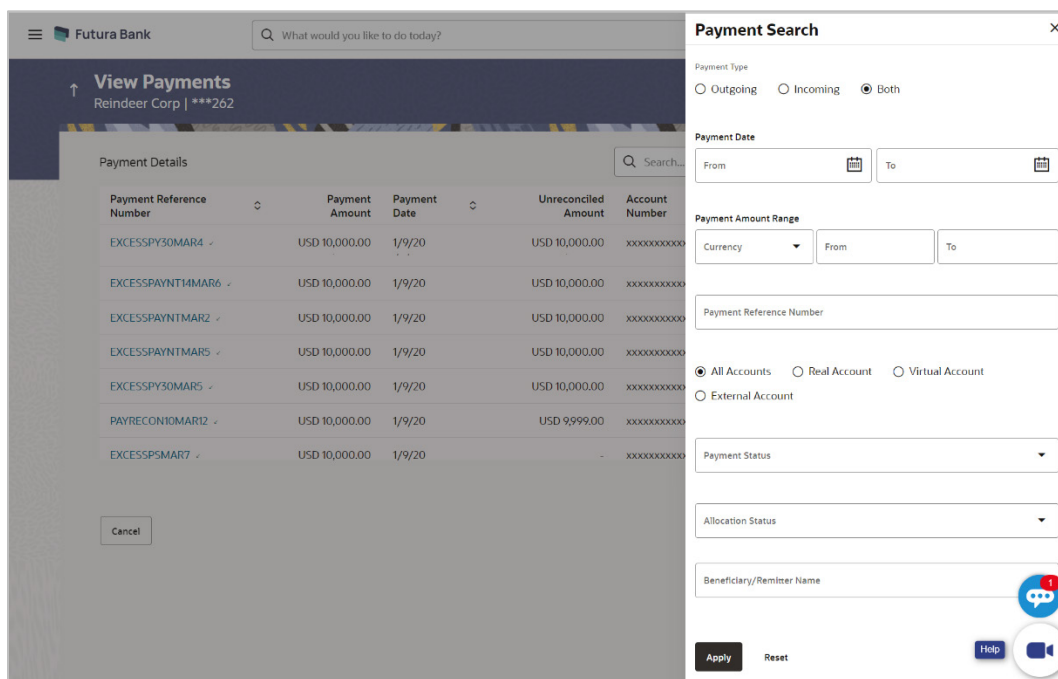 Futura Bank
What would you like to do today?
View Payments
Reindeer Corp | ***262
Payment Details
Search...
Payment Reference Number Payment Amount Payment Date Unreconciled Amount Account Number
EXCESSPY30MAR4 USD 10,000.00 1/9/20 USD 10,000.00 xxxxxxxxxx
EXCESSPAYNT14MAR6 USD 10,000.00 1/9/20 USD 10,000.00 xxxxxxxxxx
EXCESSPAYNTMAR2 USD 10,000.00 1/9/20 USD 10,000.00 xxxxxxxxxx
EXCESSPAYNTMAR5 USD 10,000.00 1/9/20 USD 10,000.00 xxxxxxxxxx
EXCESSPY30MAR5 USD 10,000.00 1/9/20 USD 10,000.00 xxxxxxxxxx
PAYRECON10MAR12 USD 10,000.00 1/9/20 USD 9,999.00 xxxxxxxxxx
EXCESSPSMAR7 USD 10,000.00 1/9/20 - xxxxxxxxxx
Cancel
Payment Search
Payment Type
Outgoing Incoming Both
Payment Date
From To
Payment Amount Range
Currency From To
Payment Reference Number
All Accounts Real Account Virtual Account
External Account
Payment Status
Allocation Status
Beneficiary/Remitter Name
1
Apply Reset Help